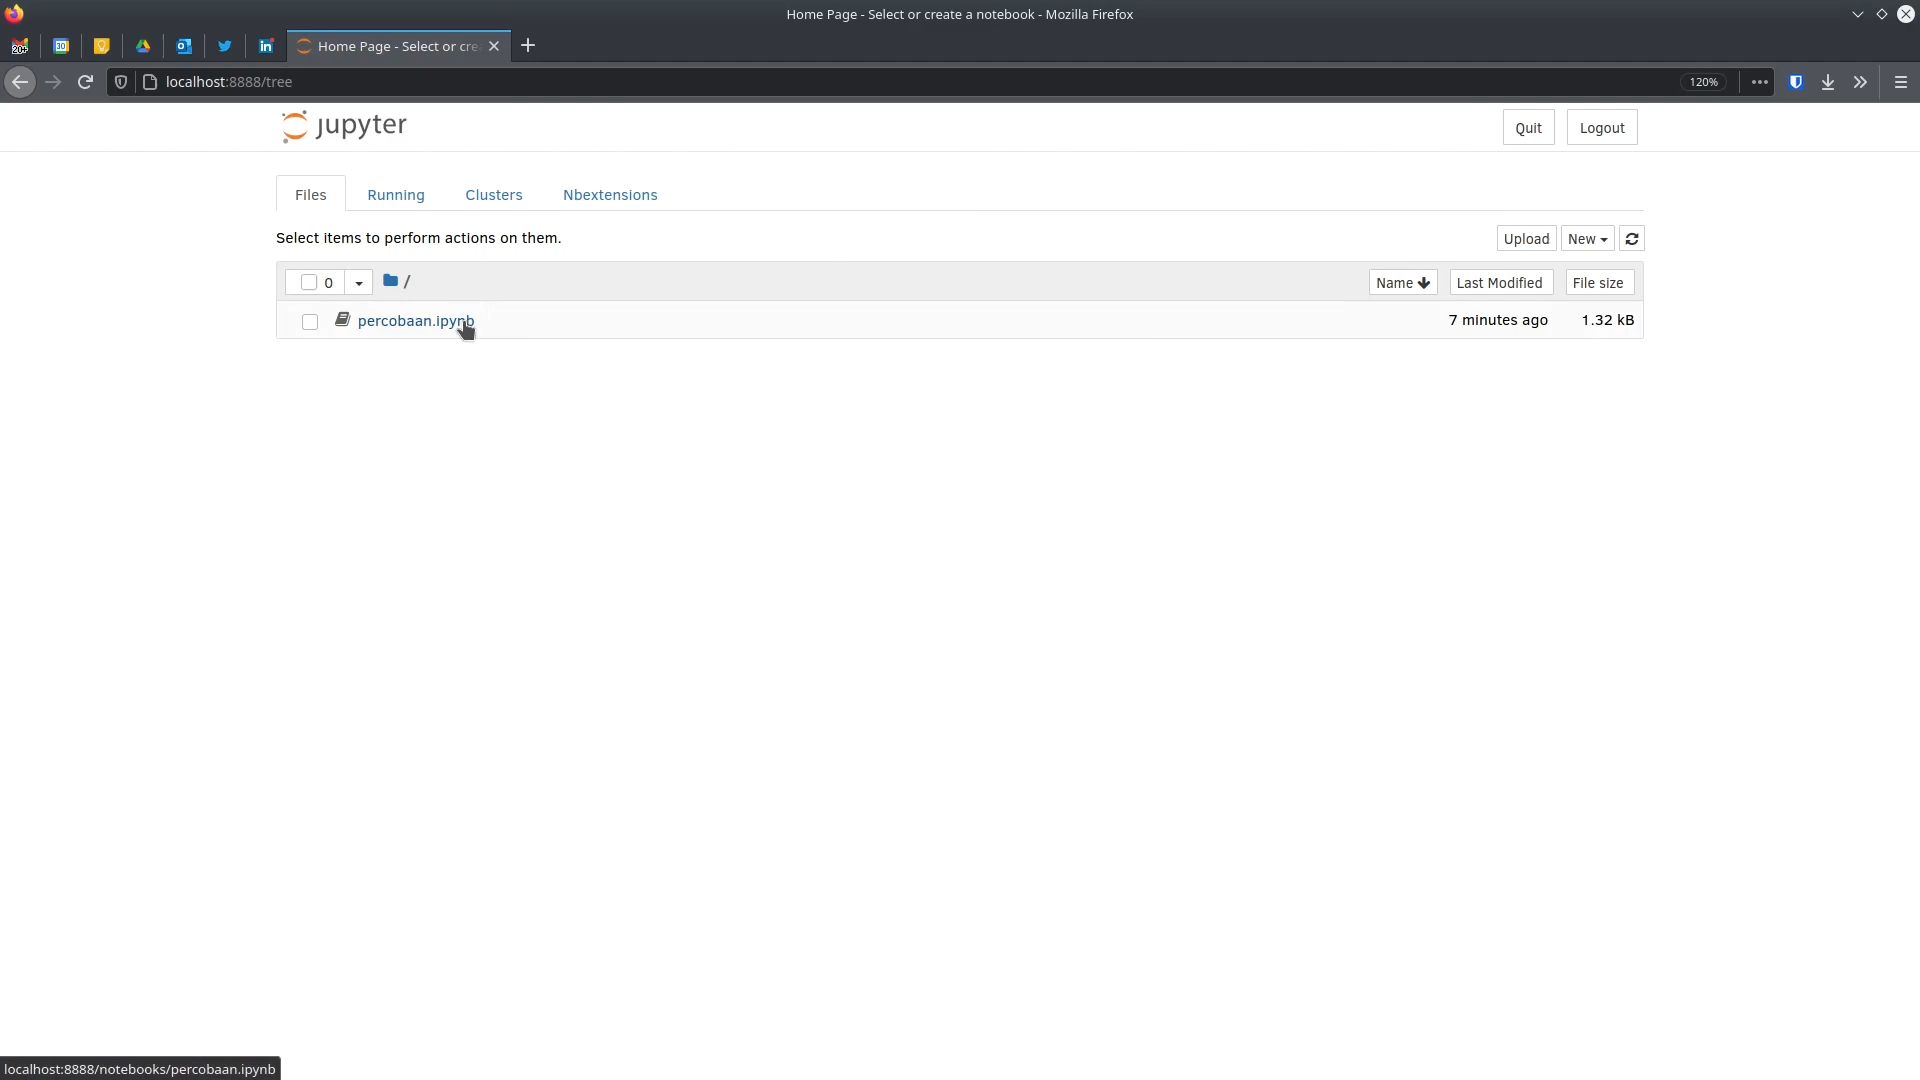 Home Page - Select or create a notebook - Mozilla Firefox
20+
30
Home Page - Select or cre
localhost:8888/tree
120%
jupyter
Quit
Logout
Files
Running
Clusters
Nbextensions
Select items to perform actions on them.
Upload
New
0
/
Name
Last Modified
File size
percobaan.ipynb
7 minutes ago
1.32 kB
localhost:8888/notebooks/percobaan.ipynb